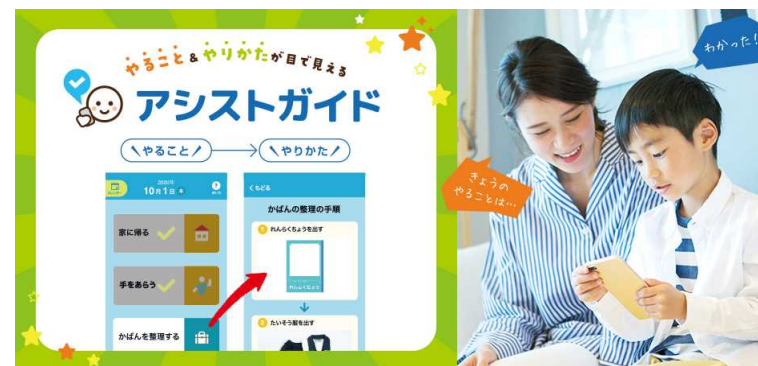 やること&やりかたが目で見える
アシストガイド
やること
やりかた
10月1日
家に帰る
手をあらう
かばんを整理する
くもどる
かばんの整理の手順
1 れんらくちょうを出す
れんらくちょう
2 たいそう服を出す
わかった!
きょうの
やることは…